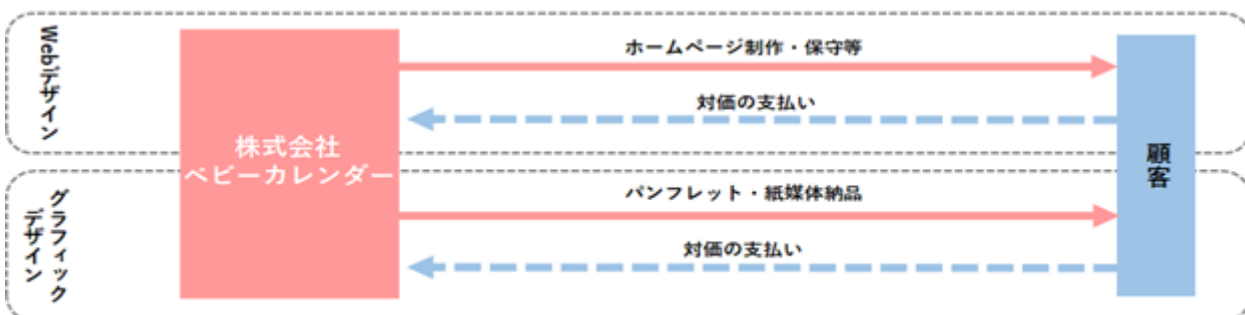 Webデザイン
ホームページ制作・保守等
対価の支払い
株式会社
ベビーカレンダー
顧客
グラフィック
デザイン
パンフレット・紙媒体納品
対価の支払い